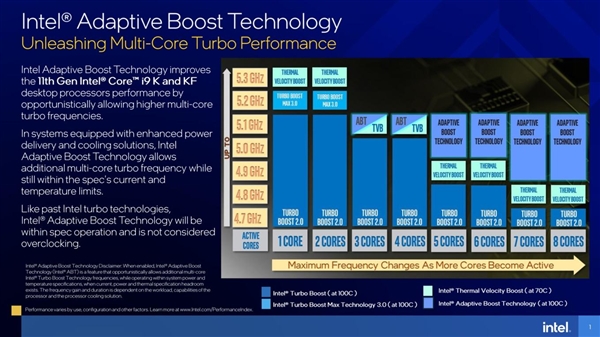 Intel® Adaptive Boost Technology
Unleashing Multi-Core Turbo Performance
Intel Adaptive Boost Technology improves
the 11th Gen Intel® Core™ i9 K and KF
desktop processors performance by
opportunistically allowing higher multi-core
turbo frequencies.
In systems equipped with enhanced power
delivery and cooling solutions, Intel
Adaptive Boost Technology allows
additional multi-core turbo frequency while
still within the spec's current and
temperature limits.
Like past Intel turbo technologies,
Intel® Adaptive Boost Technology will be
within spec operation and is not considered
overclocking.
Intel® Adaptive Boost Technology Disclaimer: When enabled, Intel® Adaptive Boost
Technology (Intel® ABT) is a feature that opportunistically allows additional multi-core
Intel® Turbo Boost Technology frequencies, while operating within system power and
temperature specifications, when current, power and thermal specification headroom
exists. The frequency gain and duration is dependent on the workload, capabilities of the
processor and the processor cooling solution.
Performance varies by use, configuration and other factors. Learn more at www.Intel.com/PerformanceIndex.
UP TO
5.3 GHz
THERMAL VELOCITY BOOST
THERMAL VELOCITY BOOST
5.2 GHz
TURBO BOOST MAX 3.0
TURBO BOOST MAX 3.0
5.1 GHz
ABT TVB
ABT TVB
ADAPTIVE BOOST TECHNOLOGY
ADAPTIVE BOOST TECHNOLOGY
ADAPTIVE BOOST TECHNOLOGY
ADAPTIVE BOOST TECHNOLOGY
5.0 GHz
4.9 GHz
THERMAL VELOCITY BOOST
THERMAL VELOCITY BOOST
4.8 GHz
THERMAL VELOCITY BOOST
THERMAL VELOCITY BOOST
4.7 GHz
TURBO BOOST 2.0
TURBO BOOST 2.0
TURBO BOOST 2.0
TURBO BOOST 2.0
TURBO BOOST 2.0
TURBO BOOST 2.0
TURBO BOOST 2.0
TURBO BOOST 2.0
ACTIVE CORES
1 CORE
2 CORES
3 CORES
4 CORES
5 CORES
6 CORES
7 CORES
8 CORES
Maximum Frequency Changes As More Cores Become Active
Intel® Turbo Boost ( at 100C )
Intel® Thermal Velocity Boost ( at 70C )
Intel® Turbo Boost Max Technology 3.0 ( at 100C )
Intel® Adaptive Boost Technology ( at 100C )
intel.
1